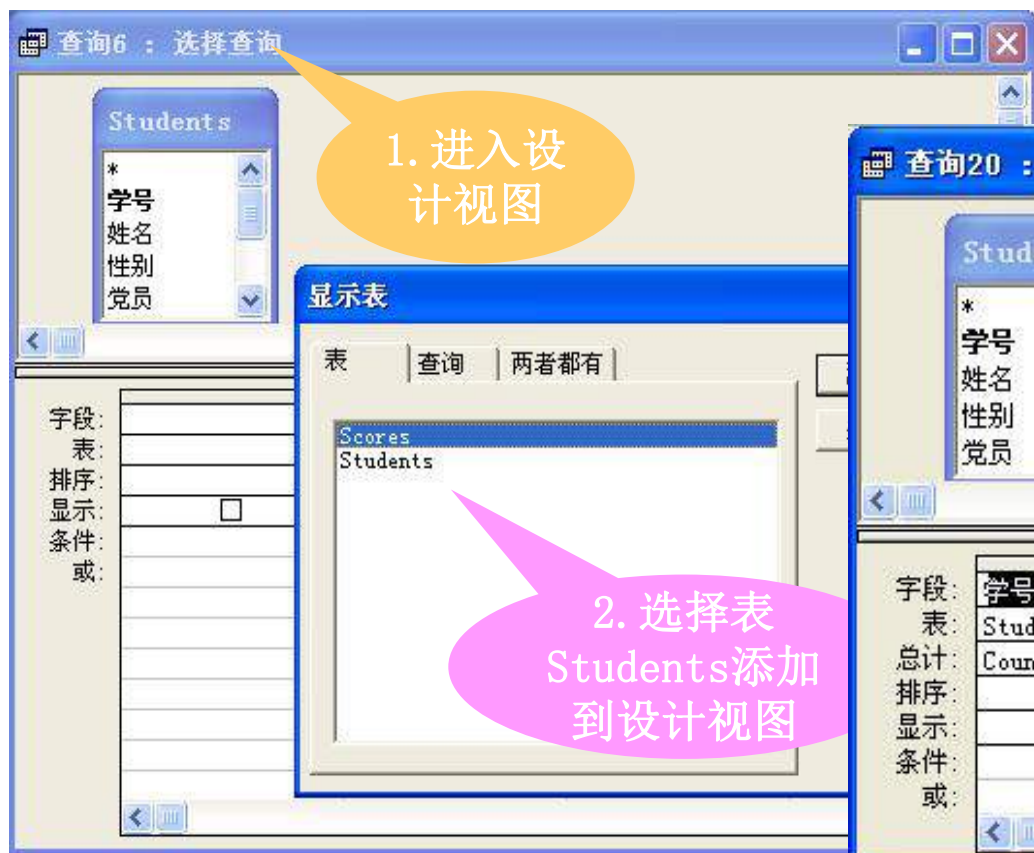 查询6 : 选择查询
Students
*
学号
姓名
性别
党员
1.进入设
计视图
显示表
表
查询
两者都有
Scores
Students
2.选择表
Students添加
到设计视图
字段:
表:
排序:
显示:
条件:
或:
查询20 :
Stud
*
学号
姓名
性别
党员
字段: 学号
表: Stud
总计: Coun
排序:
显示:
条件:
或: